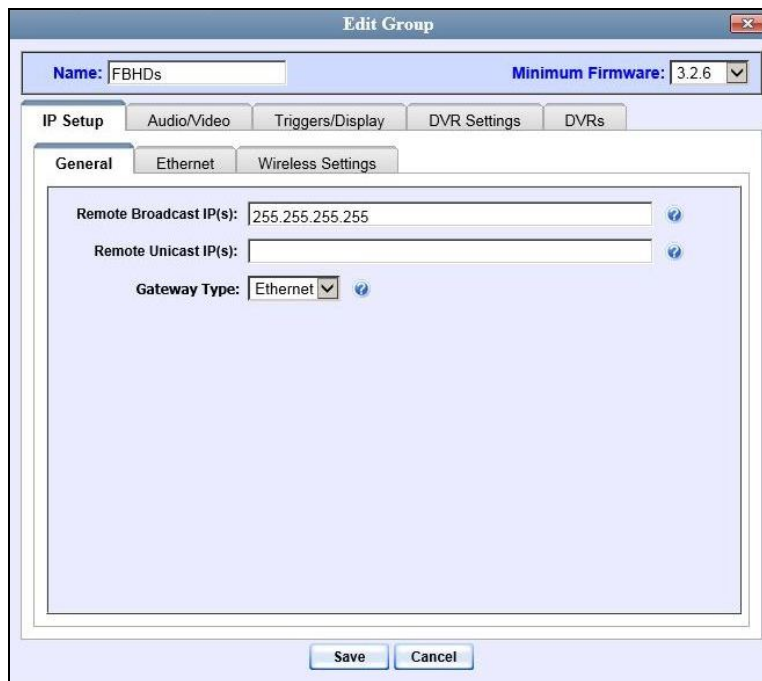 Edit Group
Name: FBHDs Minimum Firmware: 3.2.6
IP Setup Audio/Video Triggers/Display DVR Settings DVRs
General Ethernet Wireless Settings
Remote Broadcast IP(s): 255.255.255.255
Remote Unicast IP(s):
Gateway Type: Ethernet
Save Cancel